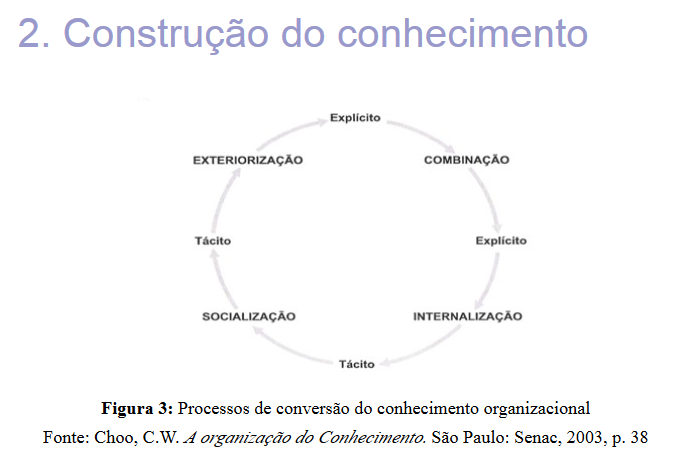 2. Construção do conhecimento
Explícito
EXTERIORIZAÇÃO
COMBINAÇÃO
Tácito
Explícito
SOCIALIZAÇÃO
INTERNALIZAÇÃO
Tácito
Figura 3: Processos de conversão do conhecimento organizacional
Fonte: Choo, C.W. A organização do Conhecimento. São Paulo: Senac, 2003, p. 38